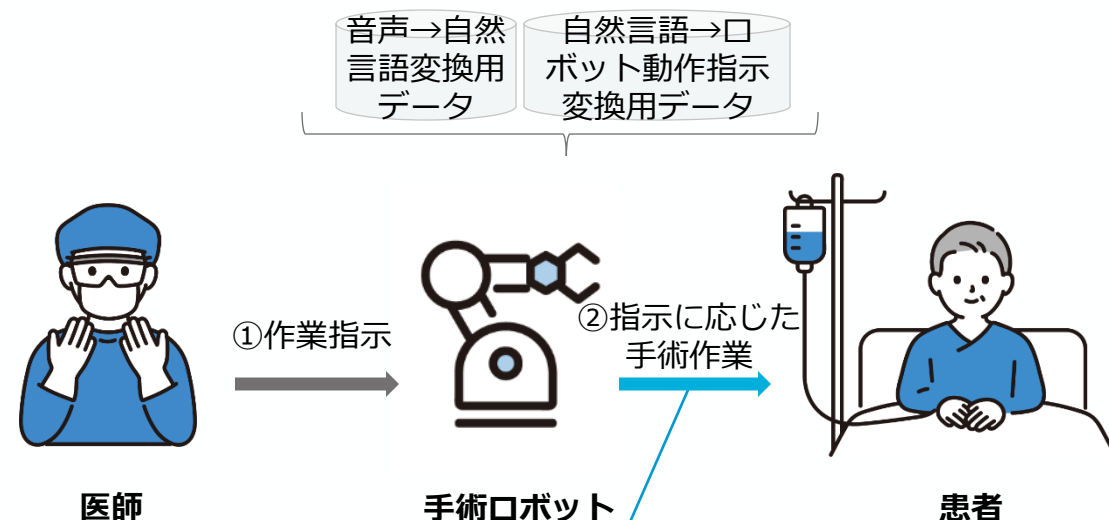 音声→自然
言語変換用
データ
自然言語→ロ
ボット動作指示
変換用データ
①作業指示
②指示に応じた
手術作業
医師
手術ロボット
患者